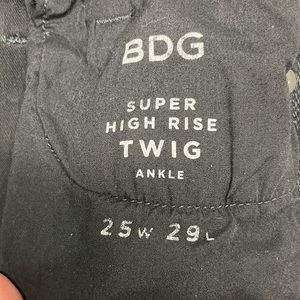 BDG
SUPER
HIGH RISE
TWIG
ANKLE
25W 29L